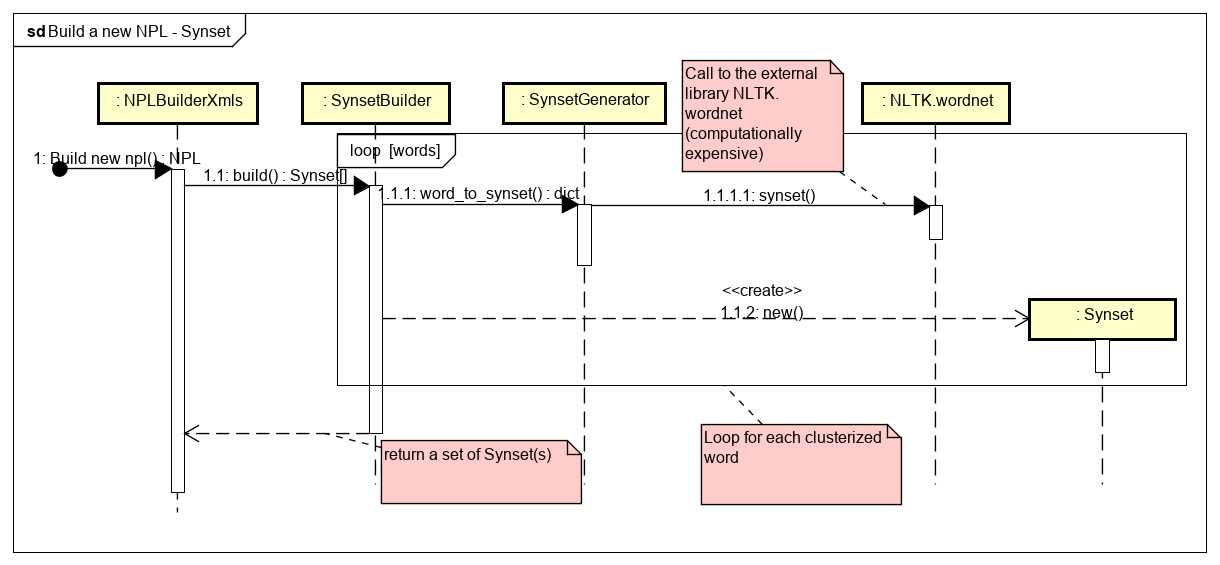 sd Build a new NPL - Synset
Call to the external
library NLTK.
wordnet
(computationally
expensive)
: NPLBuilderXmls
: SynsetBuilder
: SynsetGenerator
: NLTK.wordnet
loop [words]
1: Build new npl() : NPL
1.1: build() : Synset[]
1.1.1: word_to_synset() : dict
1.1.1.1: synset()
<<create>>
1.1.2: new()
: Synset
return a set of Synset(s)
Loop for each clusterized
word